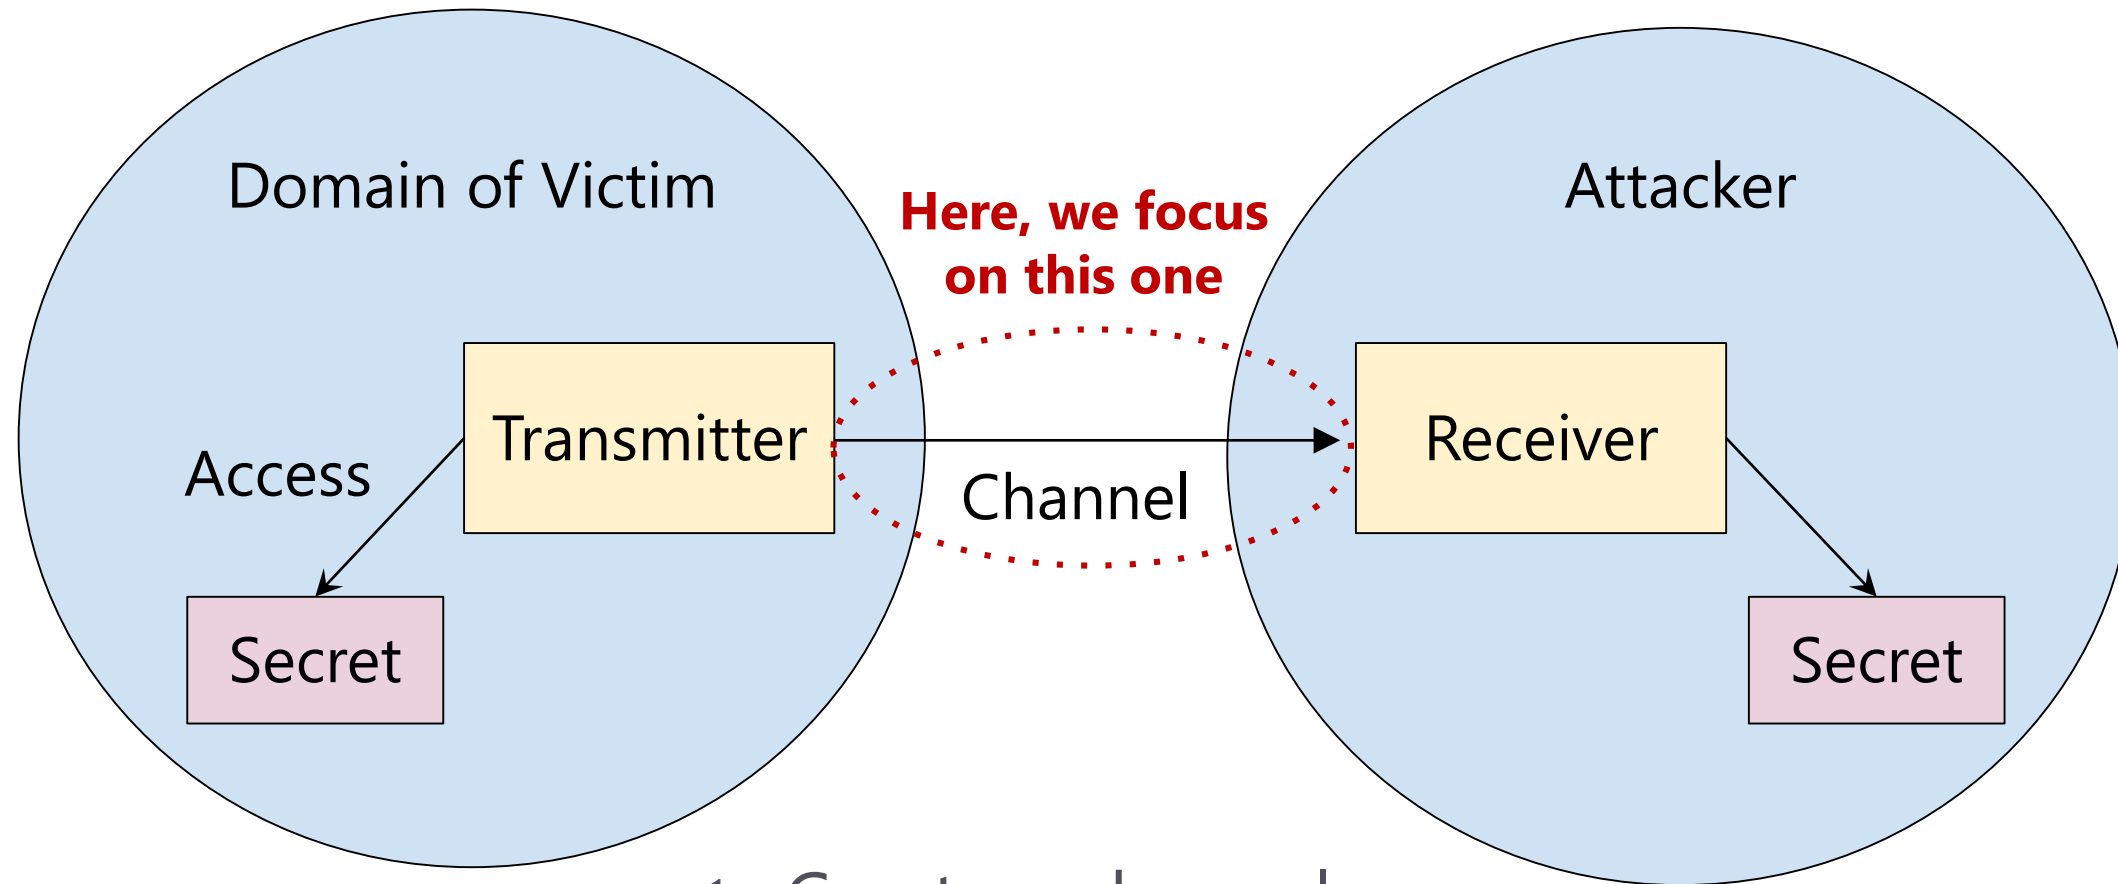 Domain of Victim
Attacker
Here, we focus
on this one
Transmitter
Receiver
Access
Channel
Secret
Secret